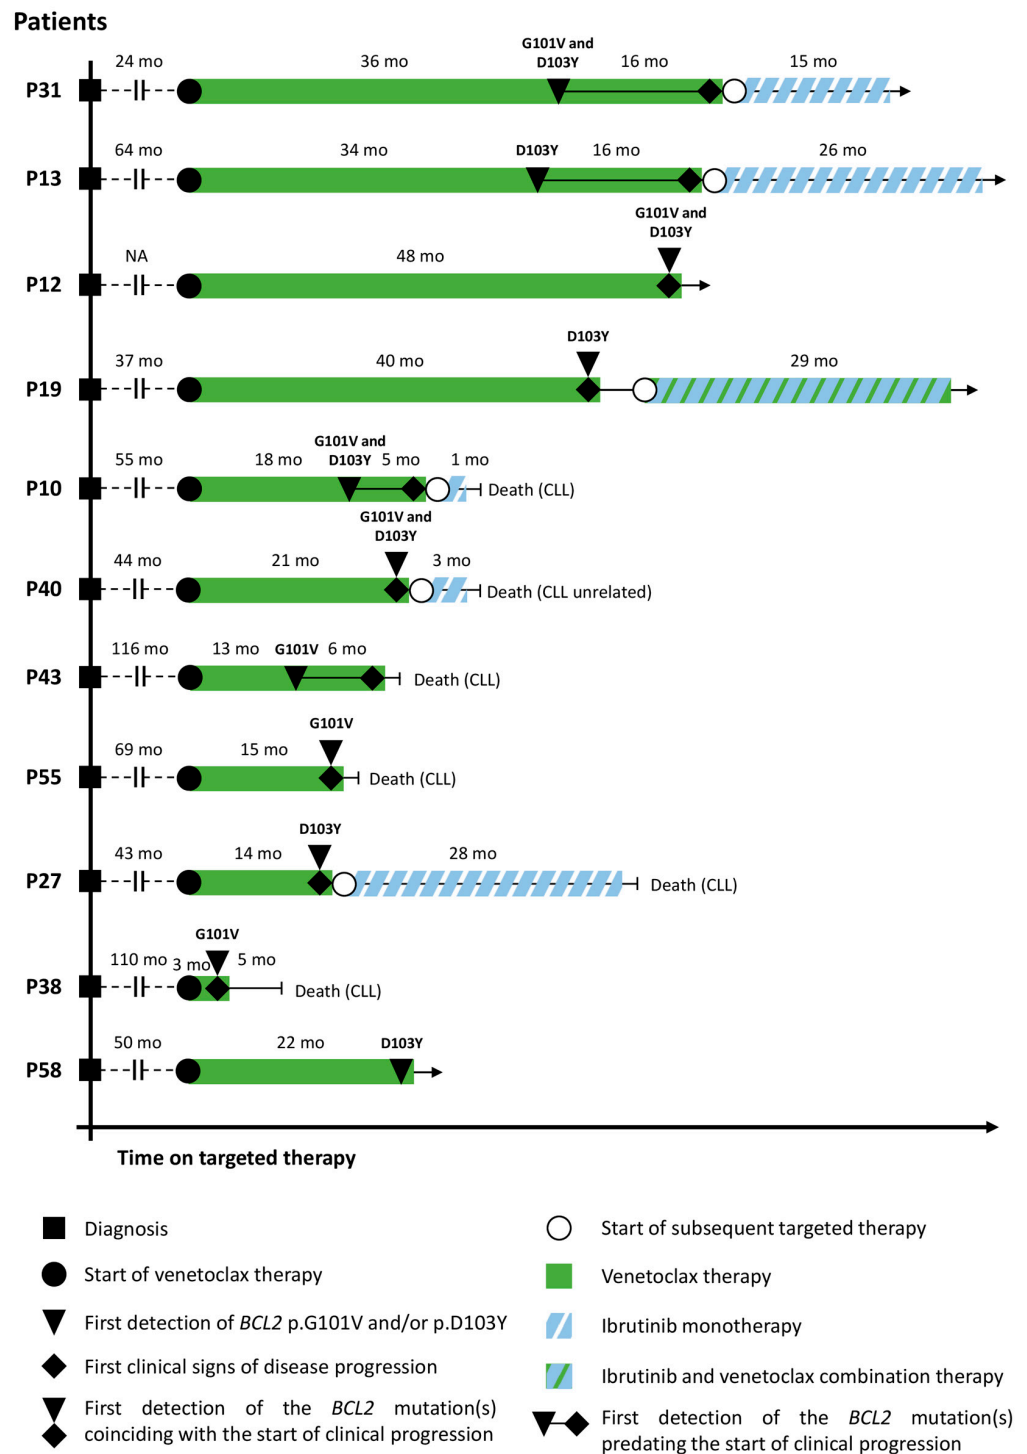 Patients
G101V and
24 mo 36 mo D103Y 16 mo 15 mo
P31
64 mo 34 mo D103Y 16 mo 26 mo
P13
G101V and
D103Y
NA 48 mo
P12
D103Y
37 mo 40 mo 29 mo
P19
G101V and
55 mo 18 mo D103Y 5 mo 1 mo
P10 Death (CLL)
G101V and
D103Y
44 mo 21 mo 3 mo
P40 Death (CLL unrelated)
116 mo 13 mo G101V 6 mo
P43 Death (CLL)
G101V
69 mo 15 mo
P55 Death (CLL)
D103Y
43 mo 14 mo 28 mo
P27 Death (CLL)
G101V
110 mo 3 mo 5 mo
P38 Death (CLL)
50 mo 22 mo D103Y
P58
Time on targeted therapy
Diagnosis
Start of venetoclax therapy
First detection of BCL2 p.G101V and/or p.D103Y
First clinical signs of disease progression
First detection of the BCL2 mutation(s)
coinciding with the start of clinical progression
Start of subsequent targeted therapy
Venetoclax therapy
Ibrutinib monotherapy
Ibrutinib and venetoclax combination therapy
First detection of the BCL2 mutation(s)
predating the start of clinical progression